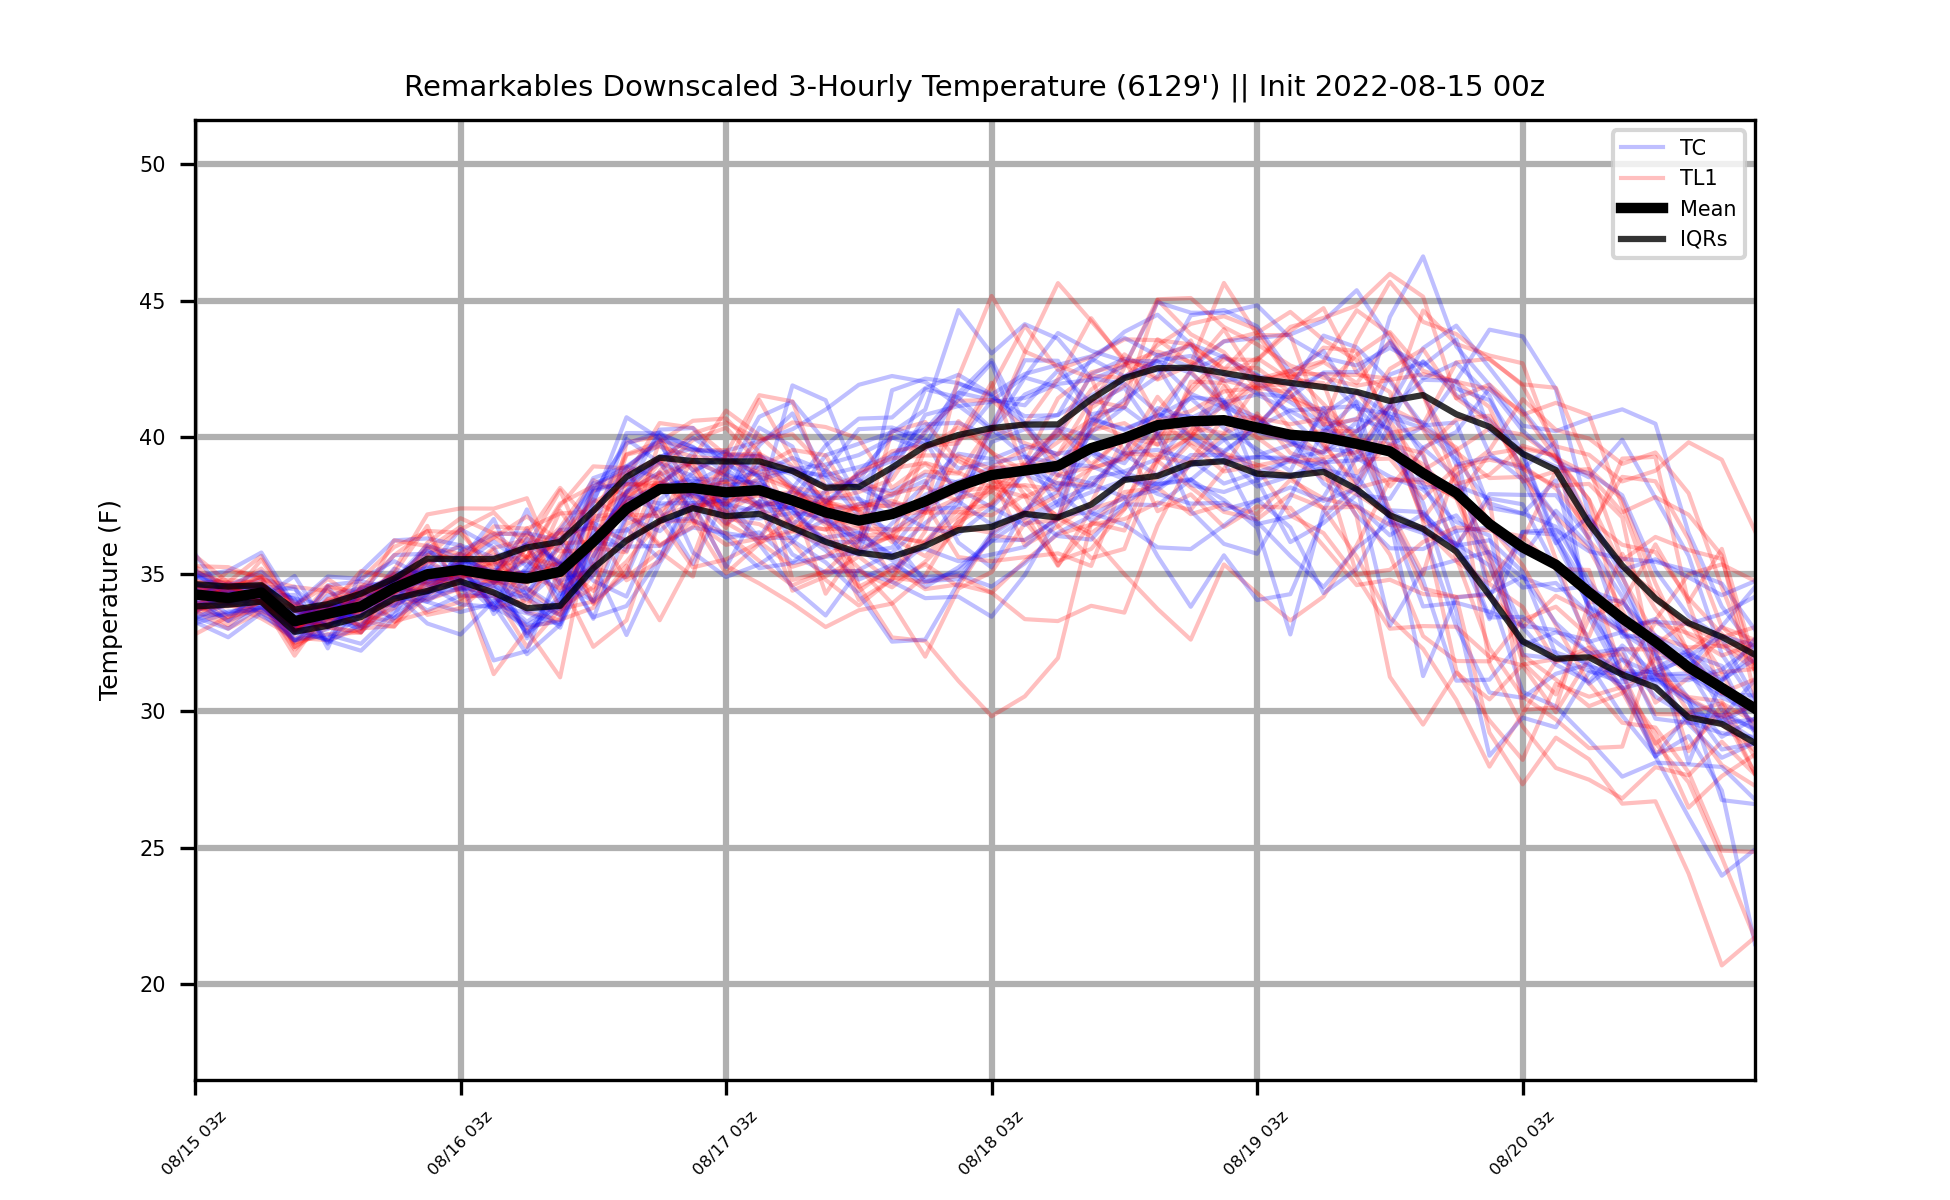 Remarkables Downscaled 3-Hourly Temperature (6129') || Init 2022-08-15 00z
TC
TL1
Mean
IQRs
Temperature (F)
50
45
40
35
30
25
20
08/15 03z
08/16 03z
08/17 03z
08/18 03z
08/19 03z
08/20 03z